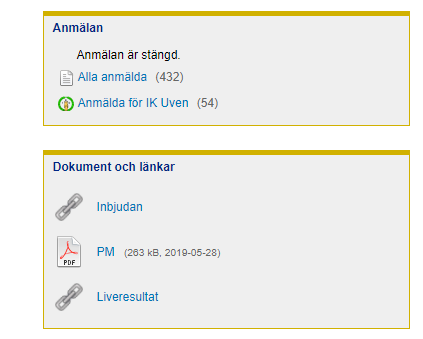 Anmälan
Anmälan är stängd.
Alla anmälda (432)
Anmälda för IK Uven (54)
Dokument och länkar
Inbjudan
PDF
PM (263 kB, 2019-05-28)
Liveresultat